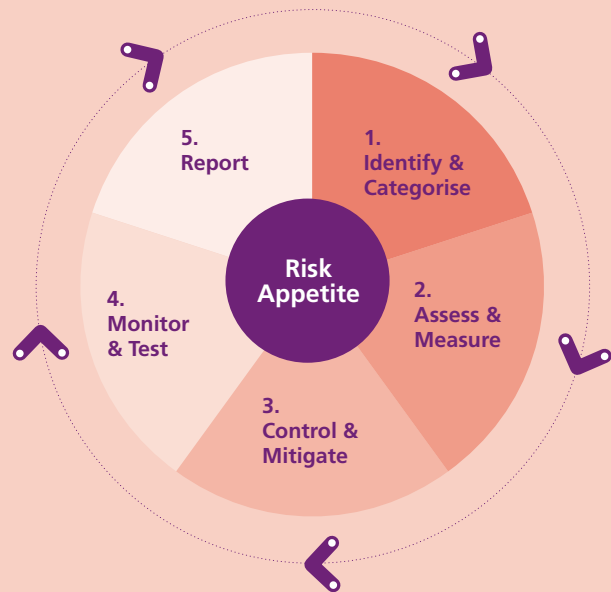 1.
Identify &
Categorise
2.
Assess &
Measure
3.
Control &
Mitigate
4.
Monitor
& Test
5.
Report
Risk
Appetite